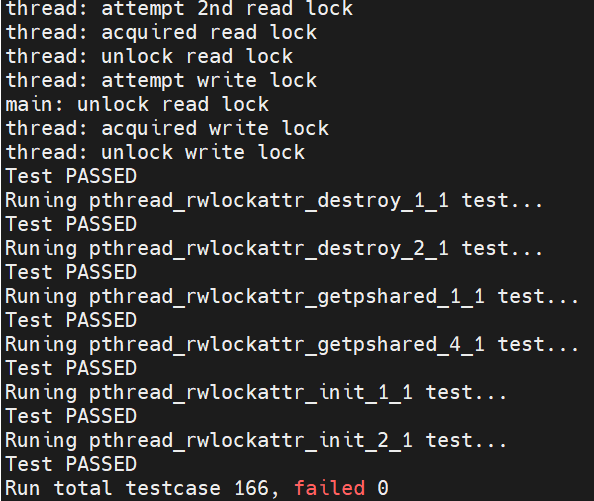 thread: attempt 2nd read lock
thread: acquired read lock
thread: unlock read lock
thread: attempt write lock
main: unlock read lock
thread: acquired write lock
thread: unlock write lock
Test PASSED
Runing pthread_rwlockattr_destroy_1_1 test...
Test PASSED
Runing pthread_rwlockattr_destroy_2_1 test...
Test PASSED
Runing pthread_rwlockattr_getpshared_1_1 test...
Test PASSED
Runing pthread_rwlockattr_getpshared_4_1 test...
Test PASSED
Runing pthread_rwlockattr_init_1_1 test...
Test PASSED
Runing pthread_rwlockattr_init_2_1 test...
Test PASSED
Run total testcase 166, failed 0